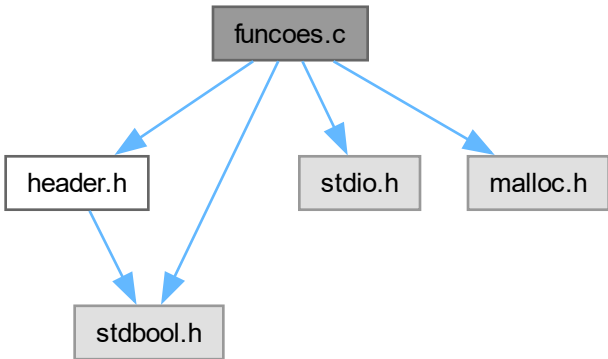 funcoes.c
header.h
stdio.h
malloc.h
stdbool.h